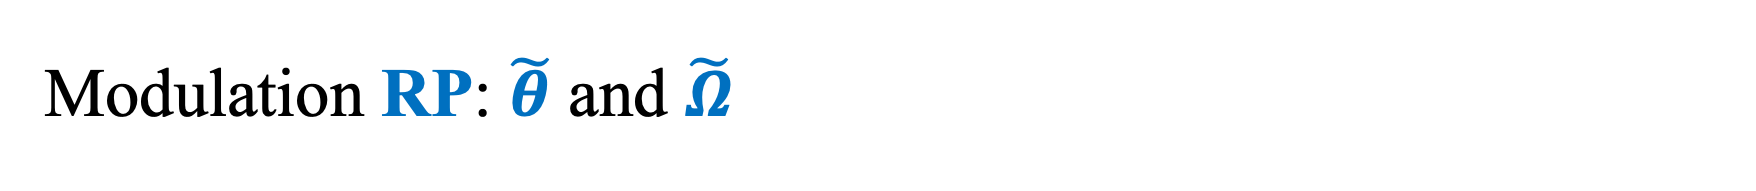 Modulation RP: θ̃ and Ω̃